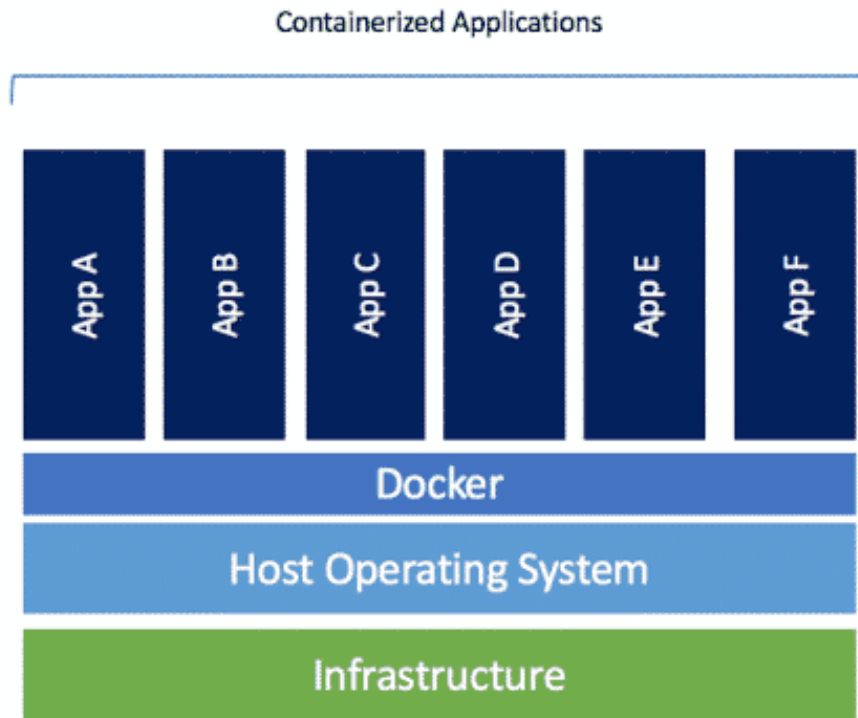 Containerized Applications
App A
App B
App C
App D
App E
App F
Docker
Host Operating System
Infrastructure